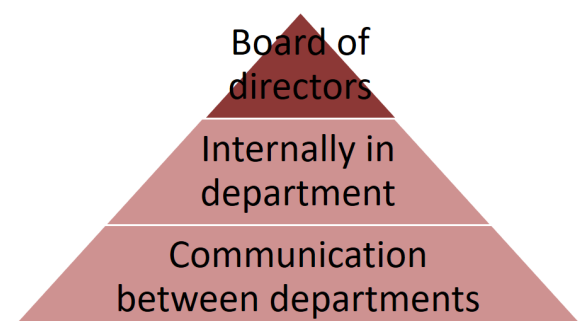 Board of
directors
Internally in
department
Communication
between departments